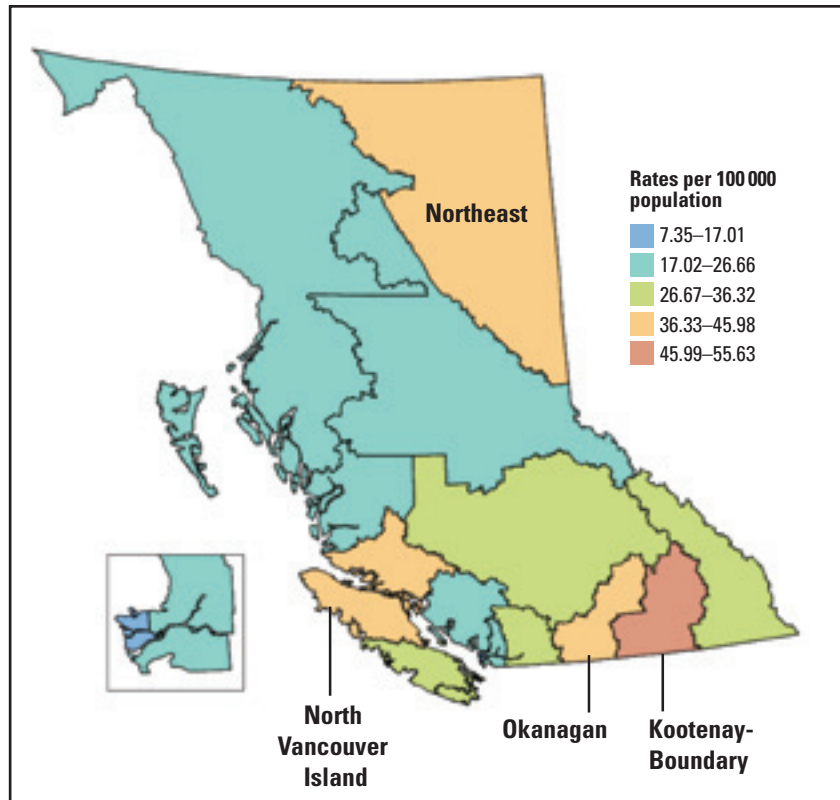 Northeast
Rates per 100 000
population
7.35–17.01
17.02–26.66
26.67–36.32
36.33–45.98
45.99–55.63
North
Vancouver
Island
Okanagan
Kootenay-
Boundary